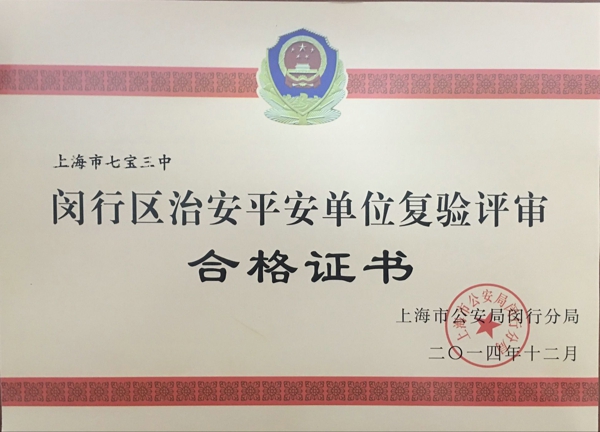 上海市七宝三中
闵行区治安平安单位复验评审
合格证书
上海市公安局闵行分局
二〇一四年十二月
上海市公安局闵行分局